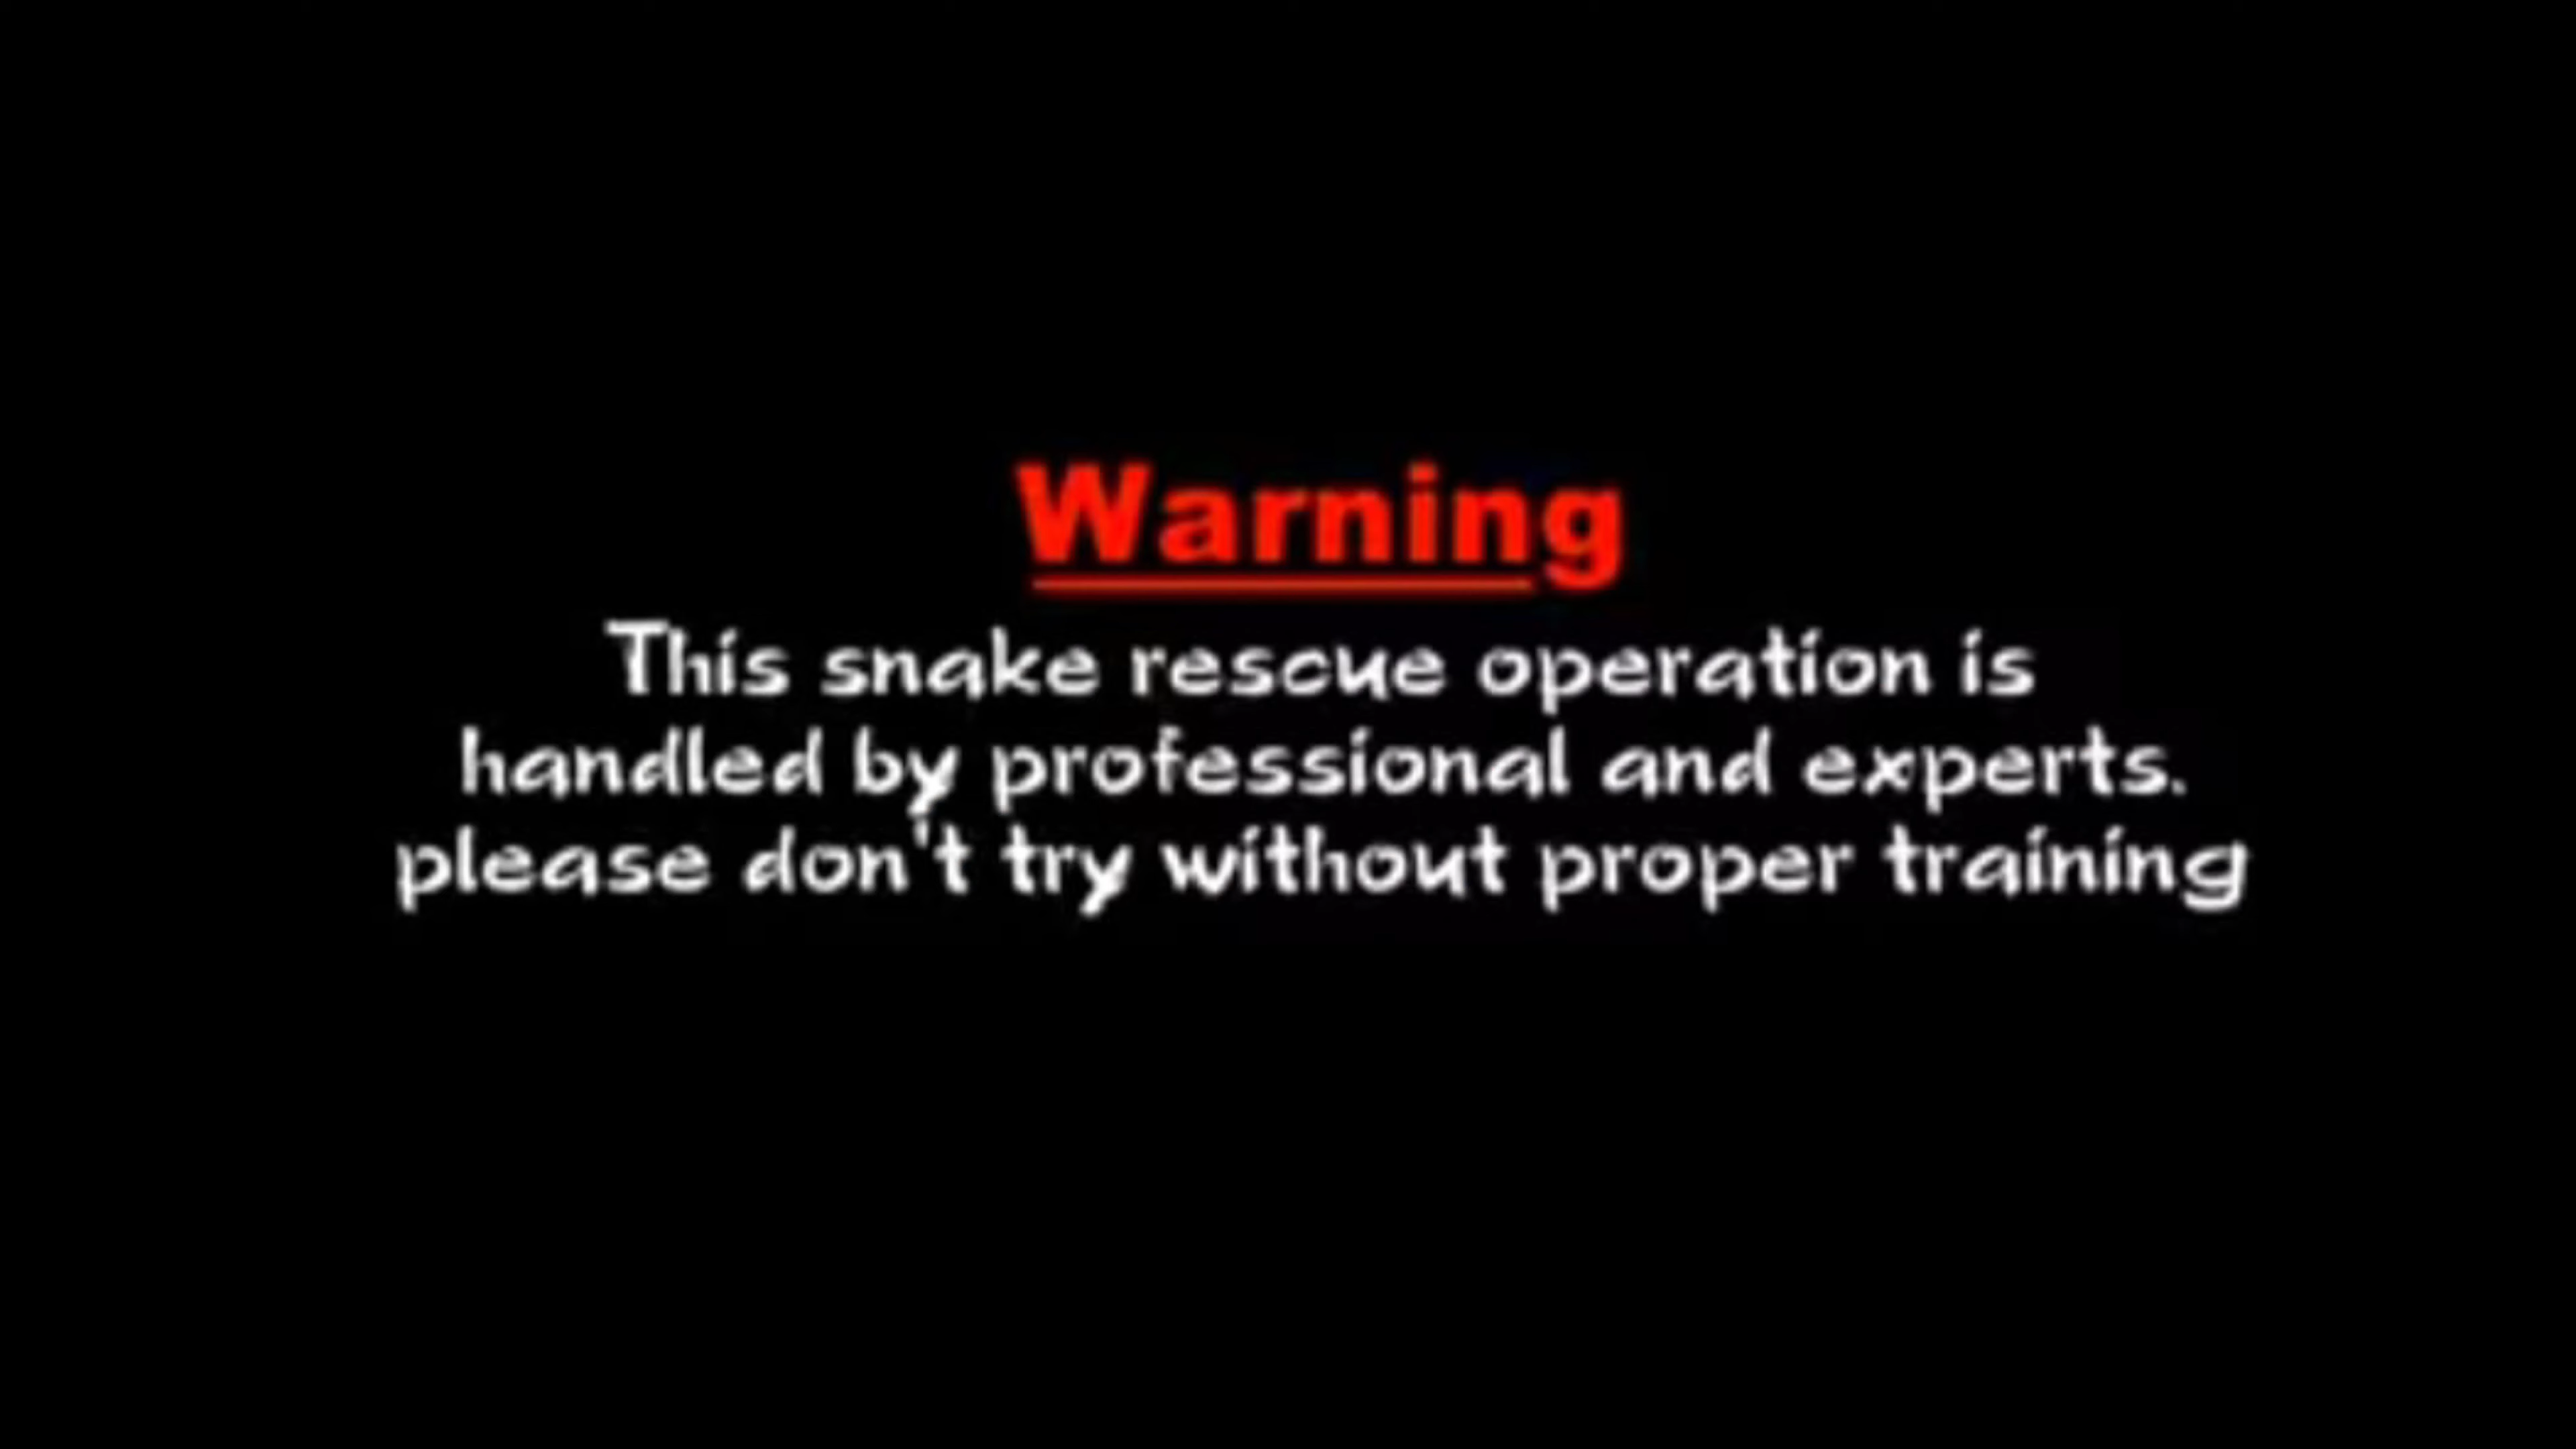 Warning
This snake rescue operation is
handled by professional and experts.
please don't try without proper training